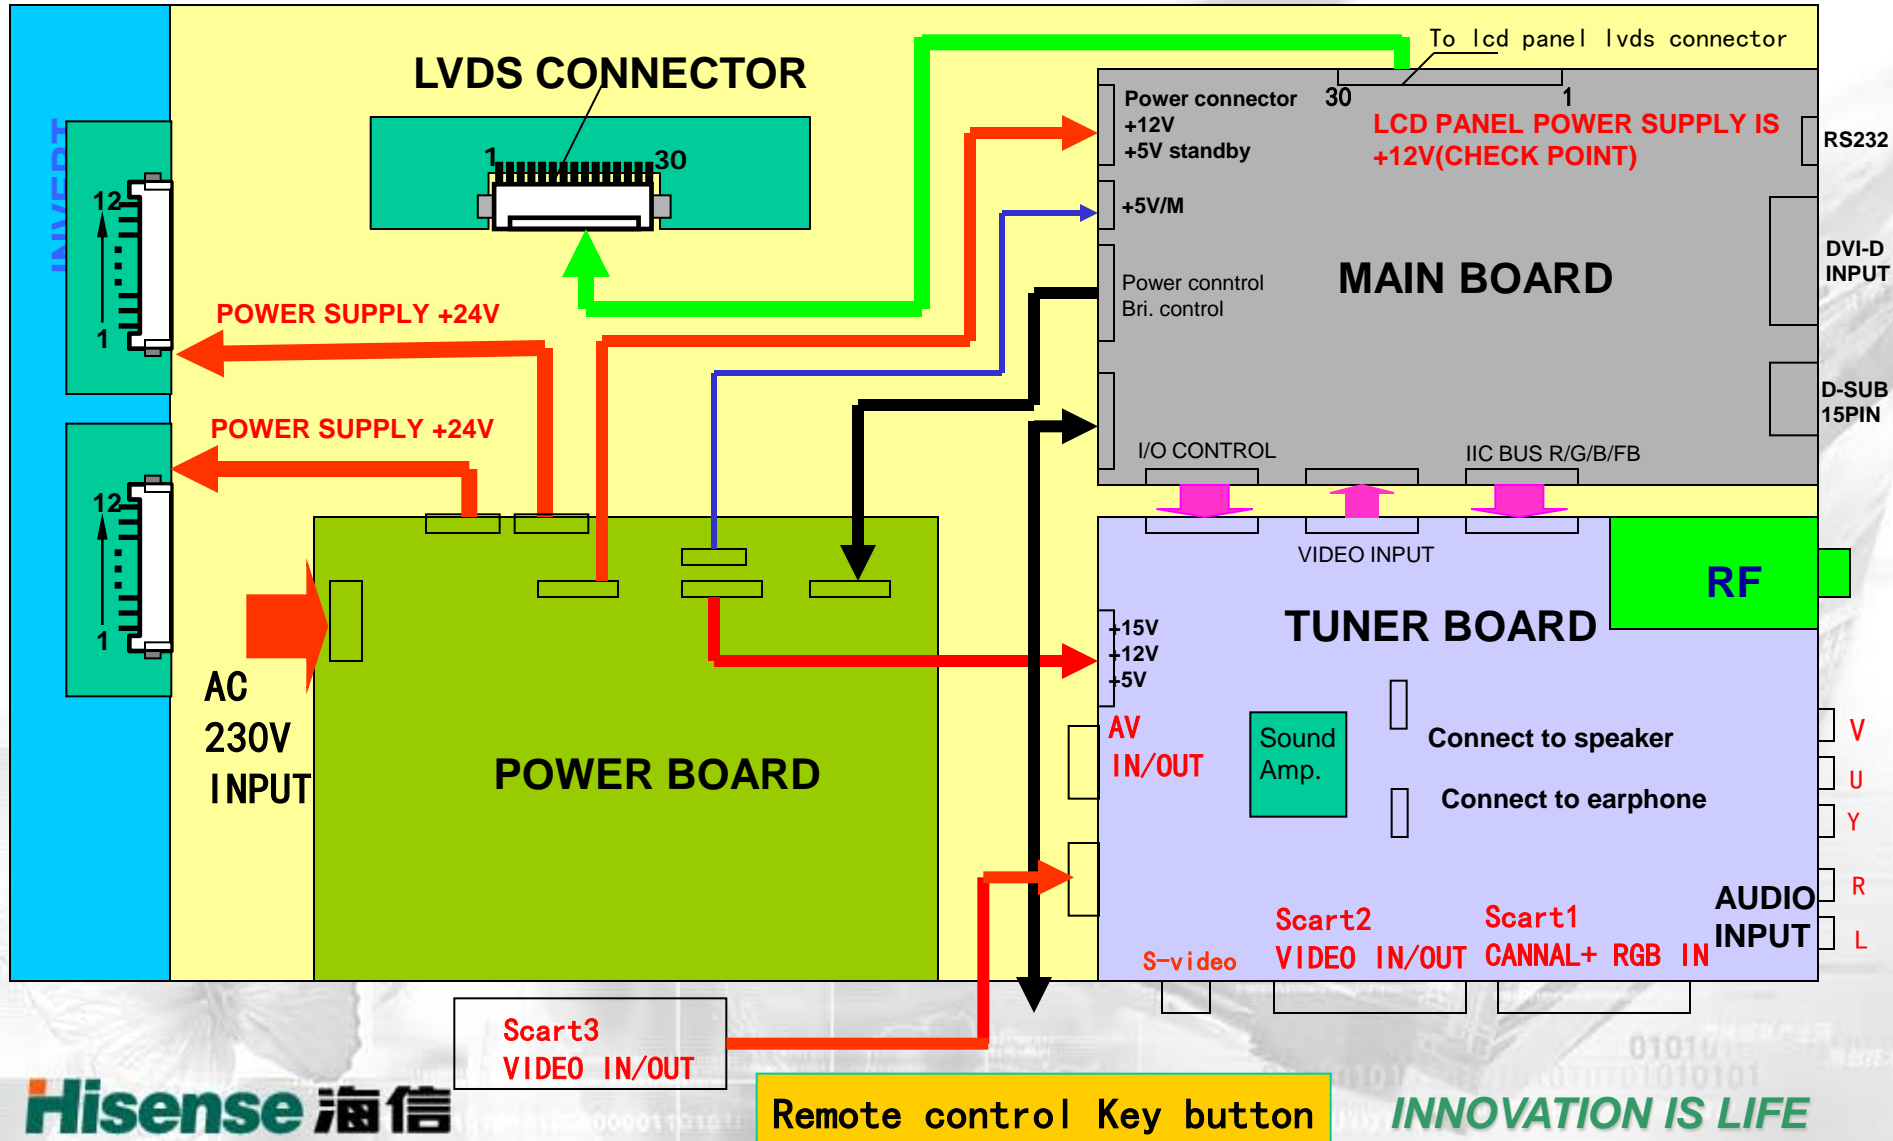 To lcd panel lvds connector
LVDS CONNECTOR
Power connector
+12V
+5V standby
30
1
LCD PANEL POWER SUPPLY IS
+12V(CHECK POINT)
RS232
INVERT
1
30
12
1
+5V/M
DVI-D
INPUT
MAIN BOARD
Power conntrol
Bri. control
POWER SUPPLY +24V
D-SUB
15PIN
POWER SUPPLY +24V
I/O CONTROL
IIC BUS R/G/B/FB
12
1
VIDEO INPUT
RF
TUNER BOARD
+15V
+12V
+5V
AC
230V
INPUT
AV
IN/OUT
Sound
Amp.
Connect to speaker
Connect to earphone
V
U
Y
R
L
POWER BOARD
AUDIO
INPUT
S-video
Scart2
VIDEO IN/OUT
Scart1
CANNAL+ RGB IN
Scart3
VIDEO IN/OUT
Hisense 海信
Remote control Key button
INNOVATION IS LIFE